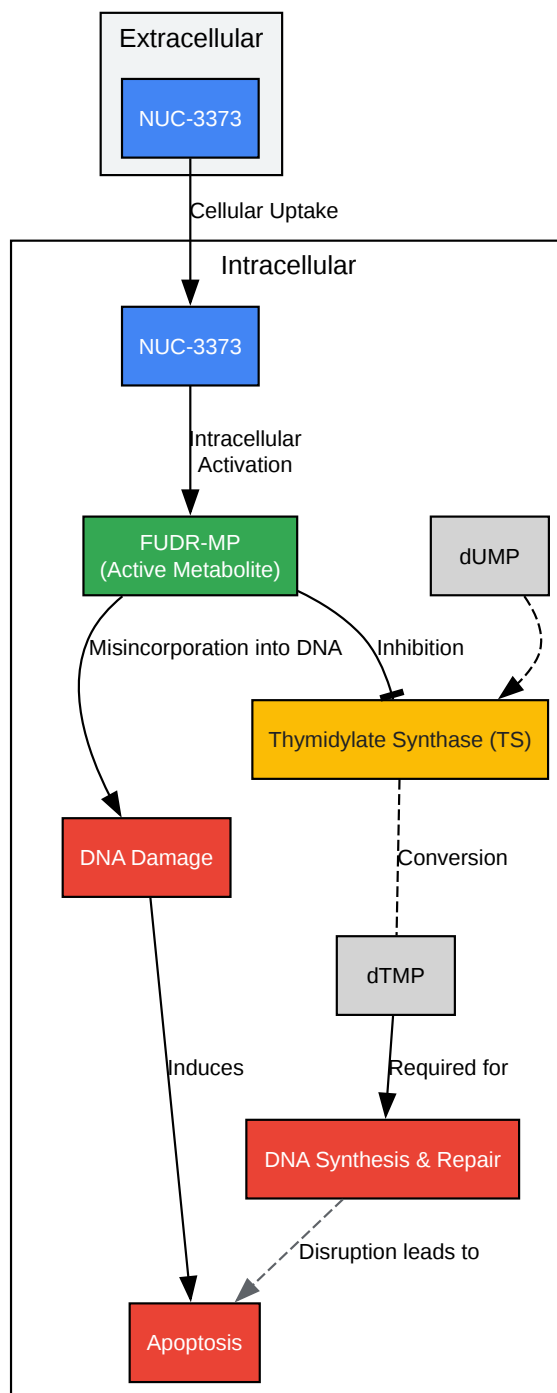 Extracellular
NUC-3373
Cellular Uptake
Intracellular
NUC-3373
Intracellular
Activation
FUDR-MP
(Active Metabolite)
dUMP
Misincorporation into DNA
Inhibition
Thymidylate Synthase (TS)
DNA Damage
Conversion
dTMP
Induces
Required for
DNA Synthesis & Repair
Disruption leads to
Apoptosis